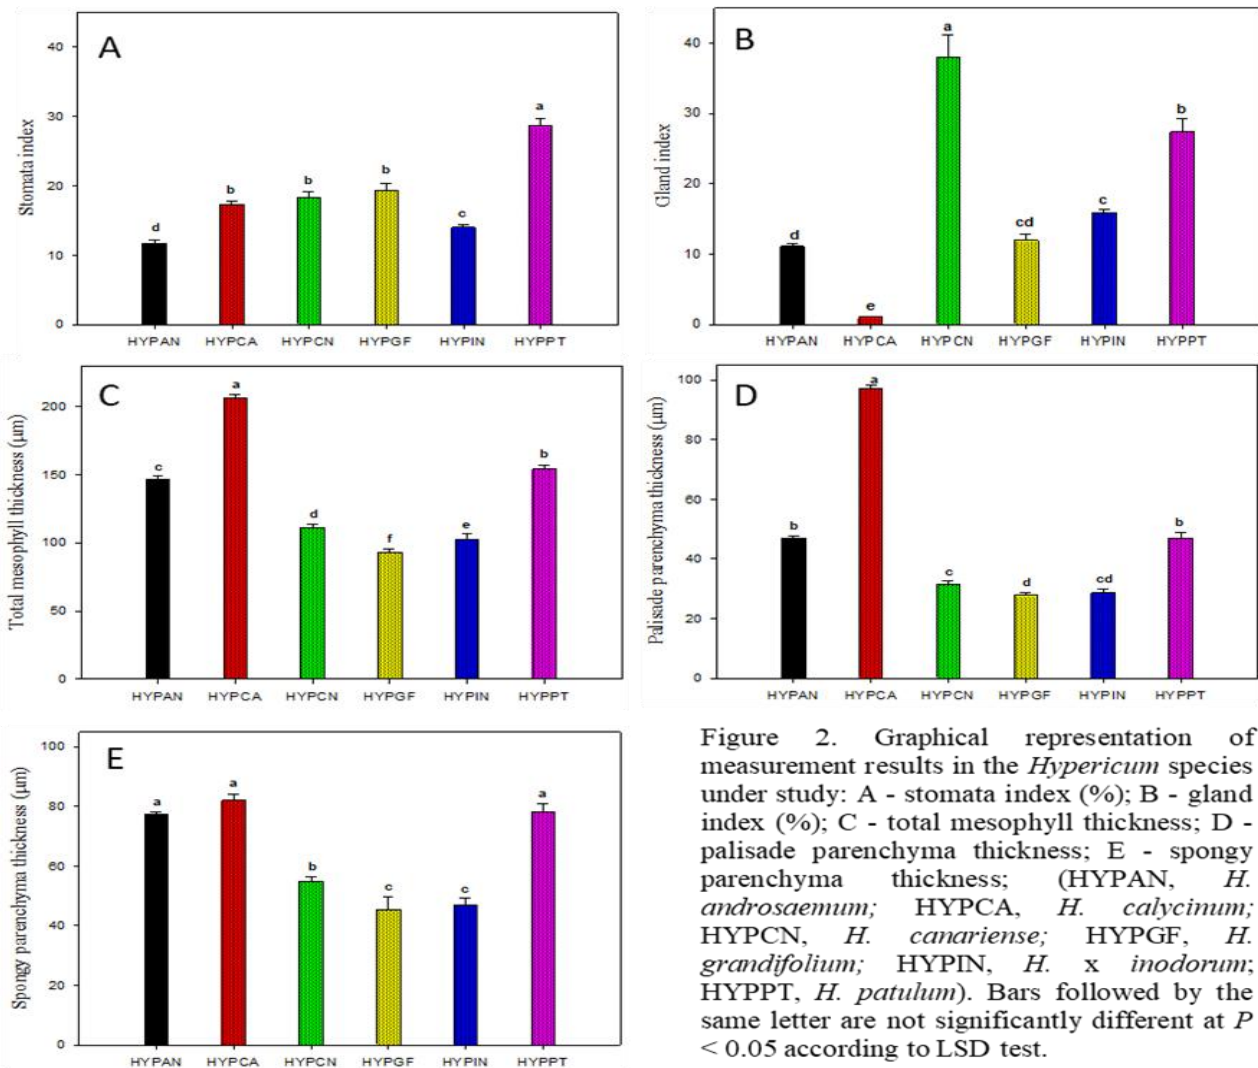 A
Stomata index
40
30
20
10
0
d
b
b
b
c
a
HYPAN HYPCA HYPCN HYPGF HYPIN HYPPT
B
Gland index
40
30
20
10
0
d
e
a
cd
c
b
HYPAN HYPCA HYPCN HYPGF HYPIN HYPPT
C
Total mesophyll thickness (µm)
200
150
100
50
0
c
a
d
f
e
b
HYPAN HYPCA HYPCN HYPGF HYPIN HYPPT
D
Palisade parenchyma thickness (µm)
100
80
60
40
20
0
b
a
c
d
cd
b
HYPAN HYPCA HYPCN HYPGF HYPIN HYPPT
E
Spongy parenchyma thickness (µm)
100
80
60
40
20
0
a
a
b
c
c
a
HYPAN HYPCA HYPCN HYPGF HYPIN HYPPT
Figure 2. Graphical representation of
measurement results in the Hypericum species
under study: A - stomata index (%); B - gland
index (%); C - total mesophyll thickness; D -
palisade parenchyma thickness; E - spongy
parenchyma thickness; (HYPAN, H.
androsaemum; HYPCA, H. calycinum;
HYPCN, H. canariense; HYPGF, H.
grandifolium; HYPIN, H. x inodorum;
HYPPT, H. patulum). Bars followed by the
same letter are not significantly different at P
< 0.05 according to LSD test.